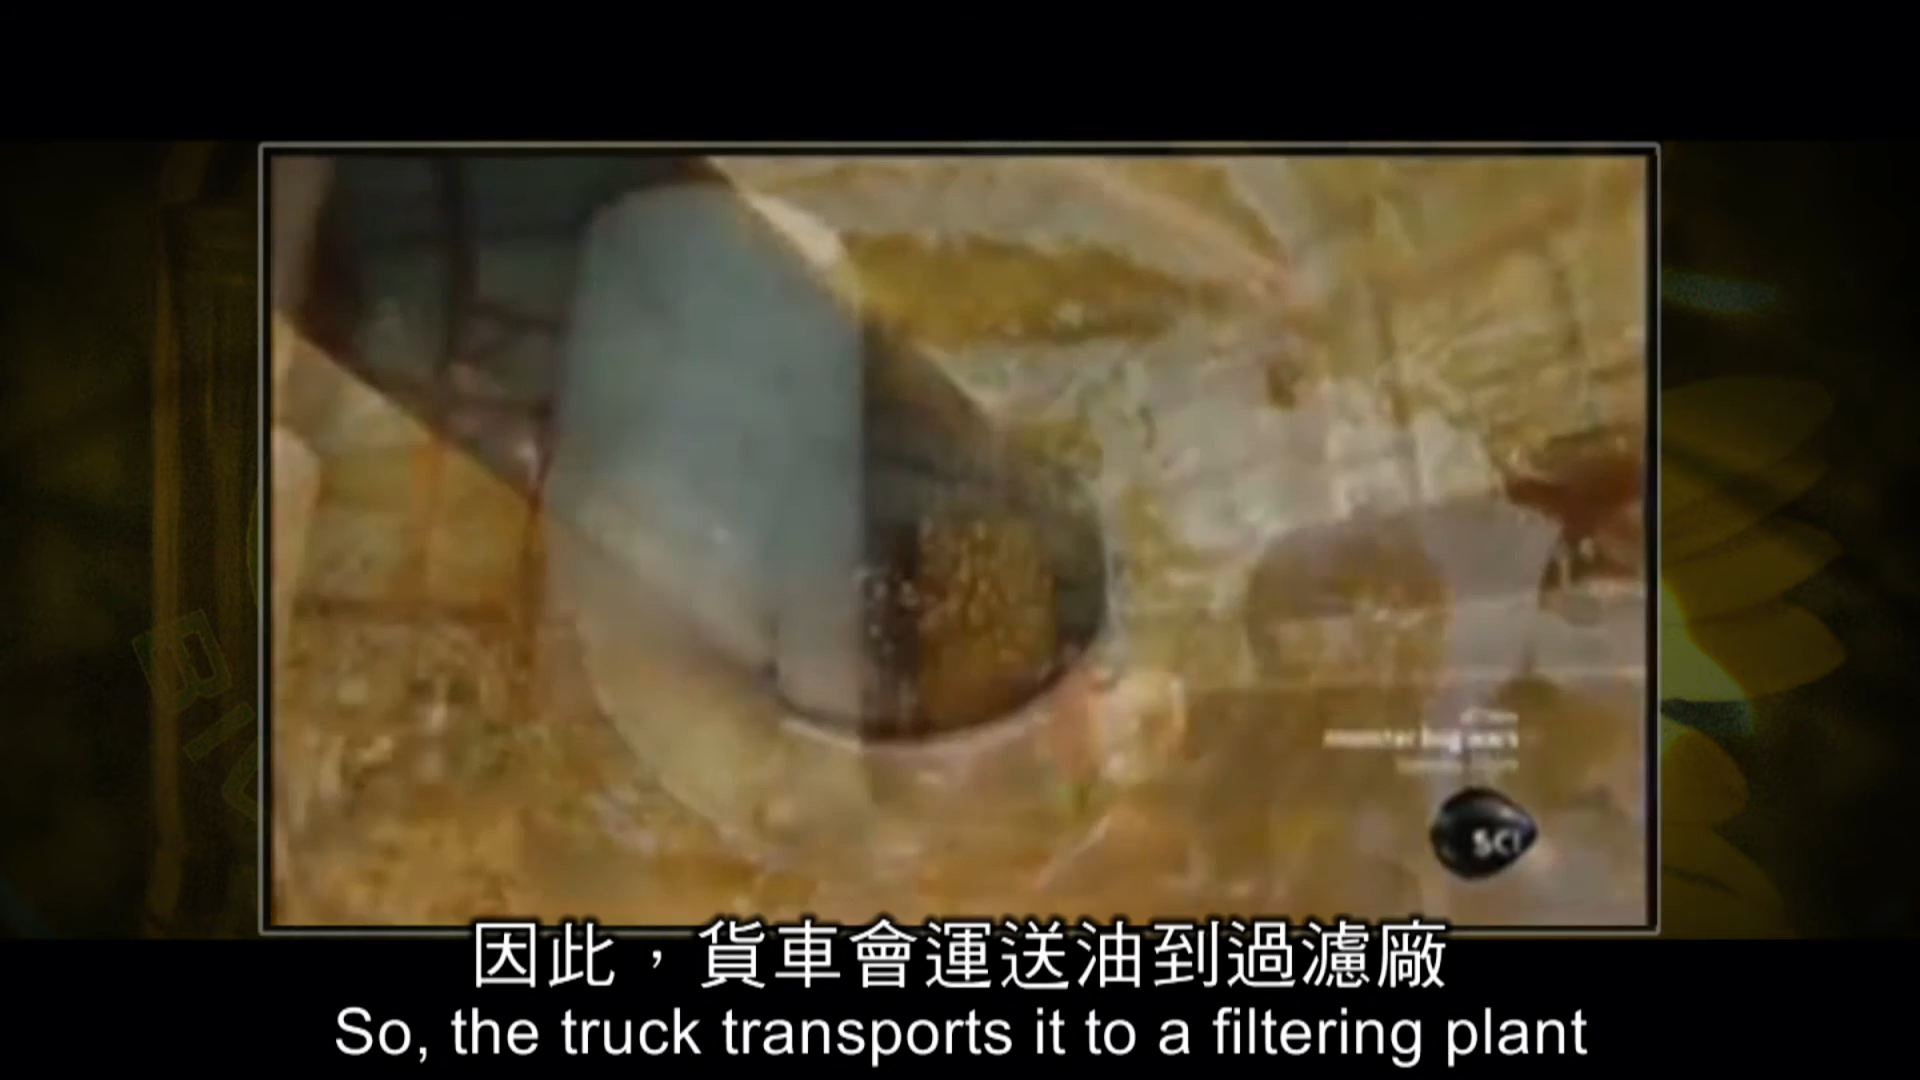 SCI
因此，貨車會運送油到過濾廠
So, the truck transports it to a filtering plant